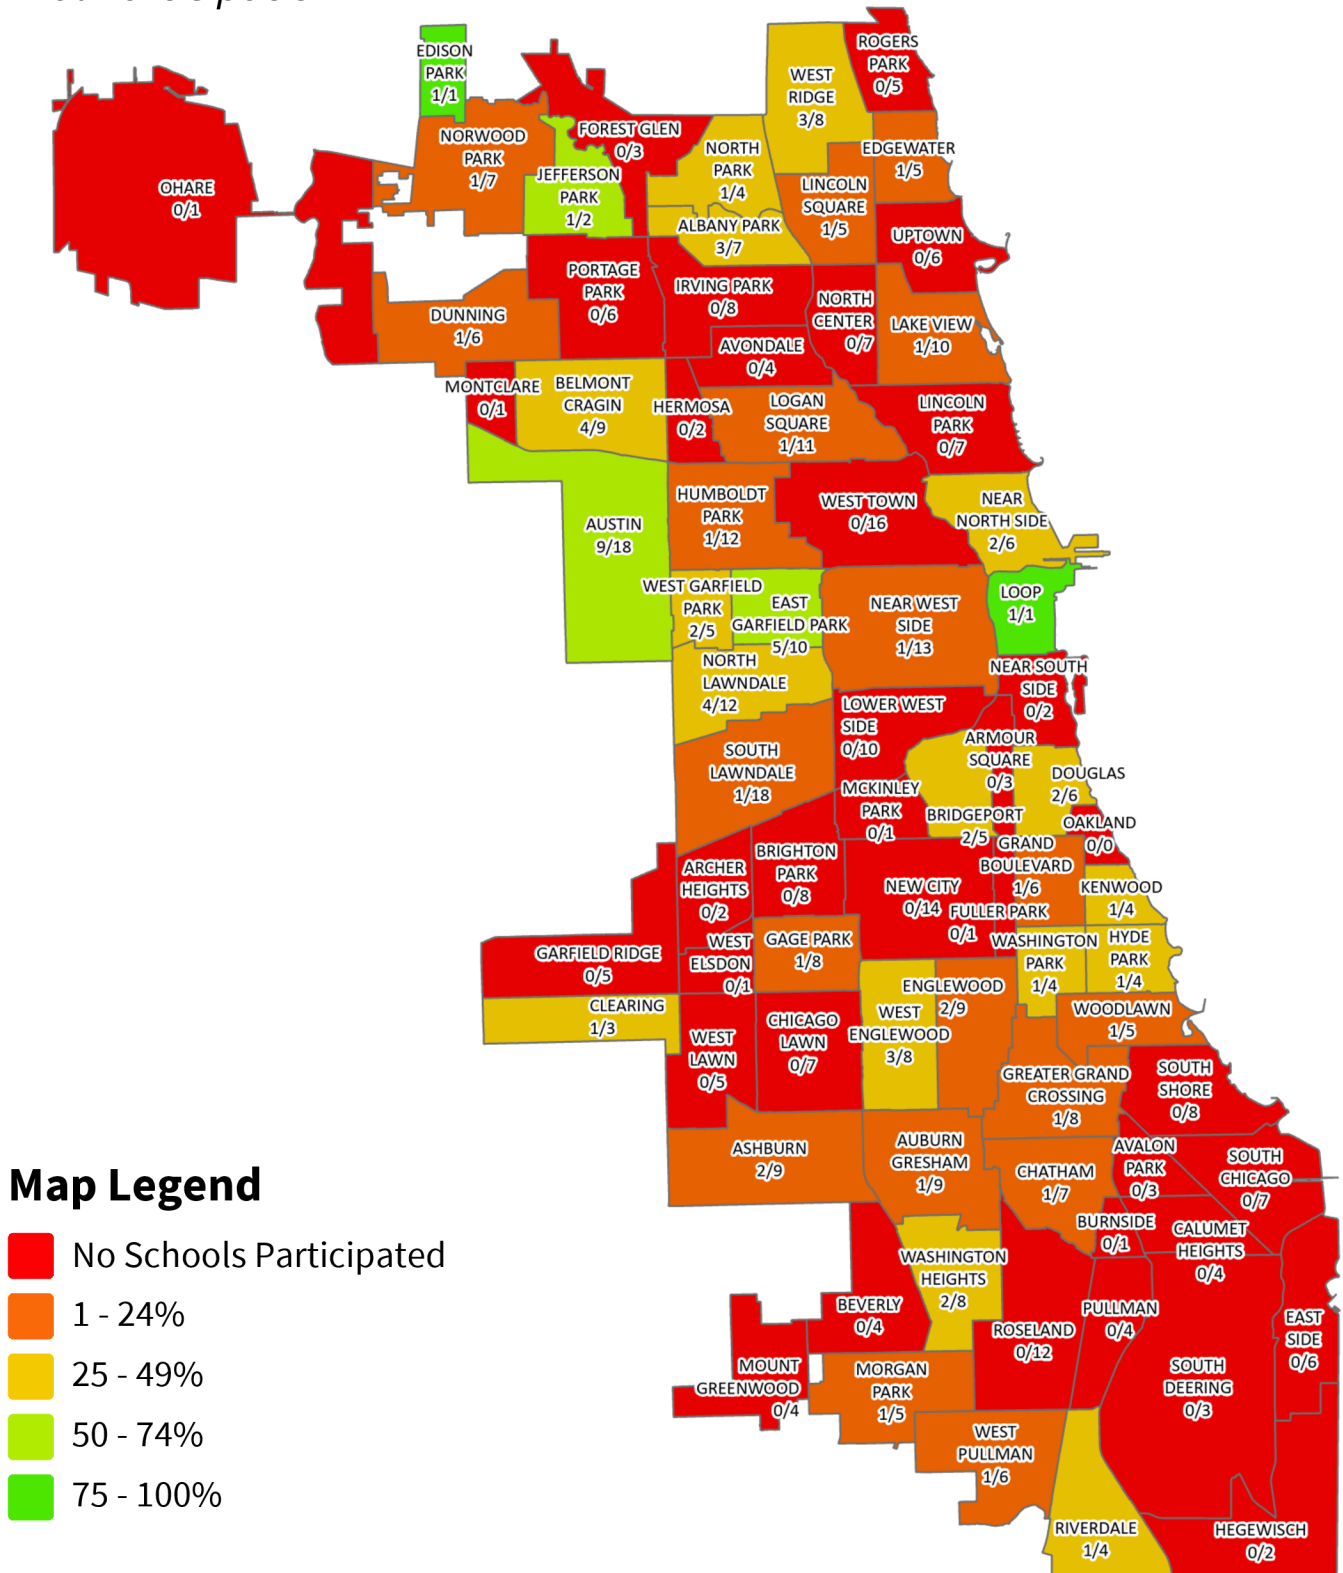 EDISON
PARK
1/1
ROGERS
PARK
0/5
WEST
RIDGE
3/8
NORWOOD
PARK
1/7
FOREST GLEN
0/3
JEFFERSON
PARK
1/2
NORTH
PARK
1/4
EDGEWATER
1/5
OHARE
0/1
LINCOLN
SQUARE
1/5
ALBANY PARK
3/7
UPTOWN
0/6
PORTAGE
PARK
0/6
IRVING PARK
0/8
NORTH
CENTER
0/7
DUNNING
1/6
LAKE VIEW
1/10
AVONDALE
0/4
MONTCLARE
0/1
BELMONT
CRAGIN
4/9
HERMOSA
0/2
LOGAN
SQUARE
1/11
LINCOLN
PARK
0/7
AUSTIN
9/18
HUMBOLDT
PARK
1/12
WEST TOWN
0/16
NEAR
NORTH SIDE
2/6
WEST GARFIELD
PARK
2/5
EAST
GARFIELD PARK
5/10
NEAR WEST
SIDE
1/13
LOOP
1/1
NORTH
LAWNDALE
4/12
NEAR SOUTH
SIDE
0/2
LOWER WEST
SIDE
0/10
ARMOUR
SQUARE
0/3
SOUTH
LAWNDALE
1/18
DOUGLAS
2/6
MCKINLEY
PARK
0/1
BRIDGEPORT
2/5
OAKLAND
0/0
GRAND
BOULEVARD
1/6
ARCHER
HEIGHTS
0/2
BRIGHTON
PARK
0/8
NEW CITY
0/14
KENWOOD
1/4
FULLER PARK
0/1
GARFIELD RIDGE
0/5
WEST
ELSDON
0/1
GAGE PARK
1/8
WASHINGTON
PARK
1/4
HYDE
PARK
1/4
CLEARING
1/3
ENGLEWOOD
2/9
WEST
ENGLEWOOD
3/8
WOODLAWN
1/5
WEST
LAWN
0/5
CHICAGO
LAWN
0/7
GREATER GRAND
CROSSING
1/8
SOUTH
SHORE
0/8
ASHBURN
2/9
AUBURN
GRESHAM
1/9
CHATHAM
1/7
AVALON
PARK
0/3
SOUTH
CHICAGO
0/7
BURNSIDE
0/1
CALUMET
HEIGHTS
0/4
WASHINGTON
HEIGHTS
2/8
BEVERLY
0/4
ROSELAND
0/12
PULLMAN
0/4
EAST
SIDE
0/6
MOUNT
GREENWOOD
0/4
MORGAN
PARK
1/5
SOUTH
DEERING
0/3
WEST
PULLMAN
1/6
RIVERDALE
1/4
HEGEWISCH
0/2
Map Legend
No Schools Participated
1 - 24%
25 - 49%
50 - 74%
75 - 100%